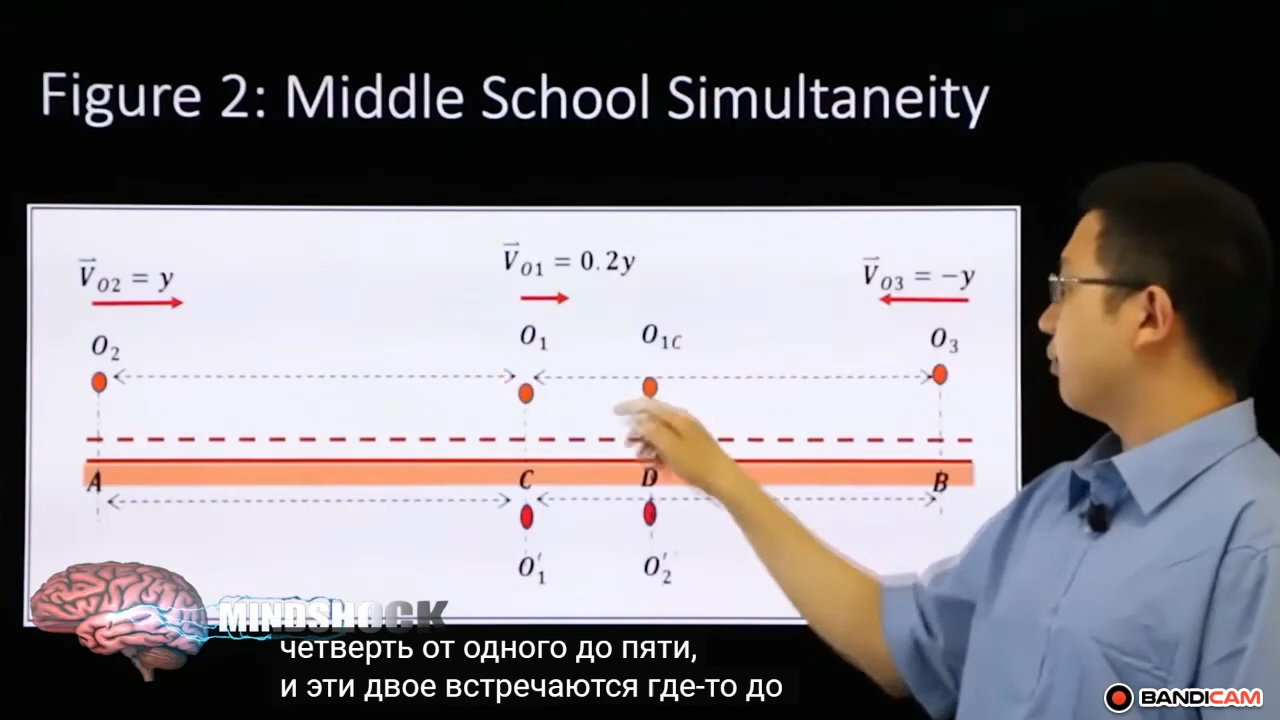 Figure 2: Middle School Simultaneity
V⃗O2 = y
V⃗O1 = 0.2y
V⃗O3 = −y
O2
O1
O1C
O3
A
C
D
B
O′1
O′2
MINDSHOCK
четверть от одного до пяти,
и эти двое встречаются где-то до
BANDICAM